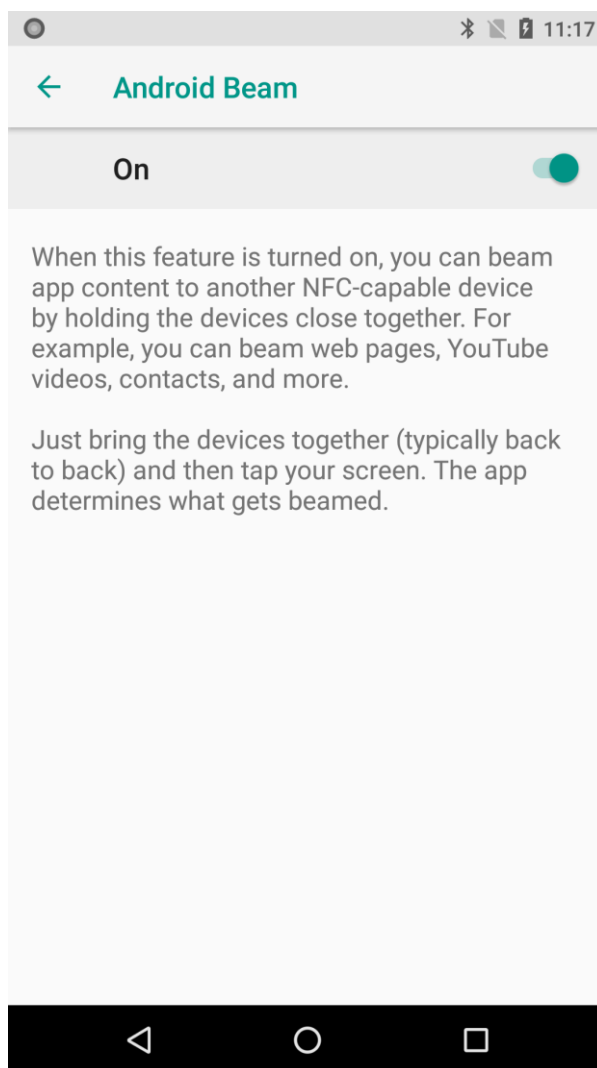 11:17
Android Beam
On
When this feature is turned on, you can beam
app content to another NFC-capable device
by holding the devices close together. For
example, you can beam web pages, YouTube
videos, contacts, and more.
Just bring the devices together (typically back
to back) and then tap your screen. The app
determines what gets beamed.